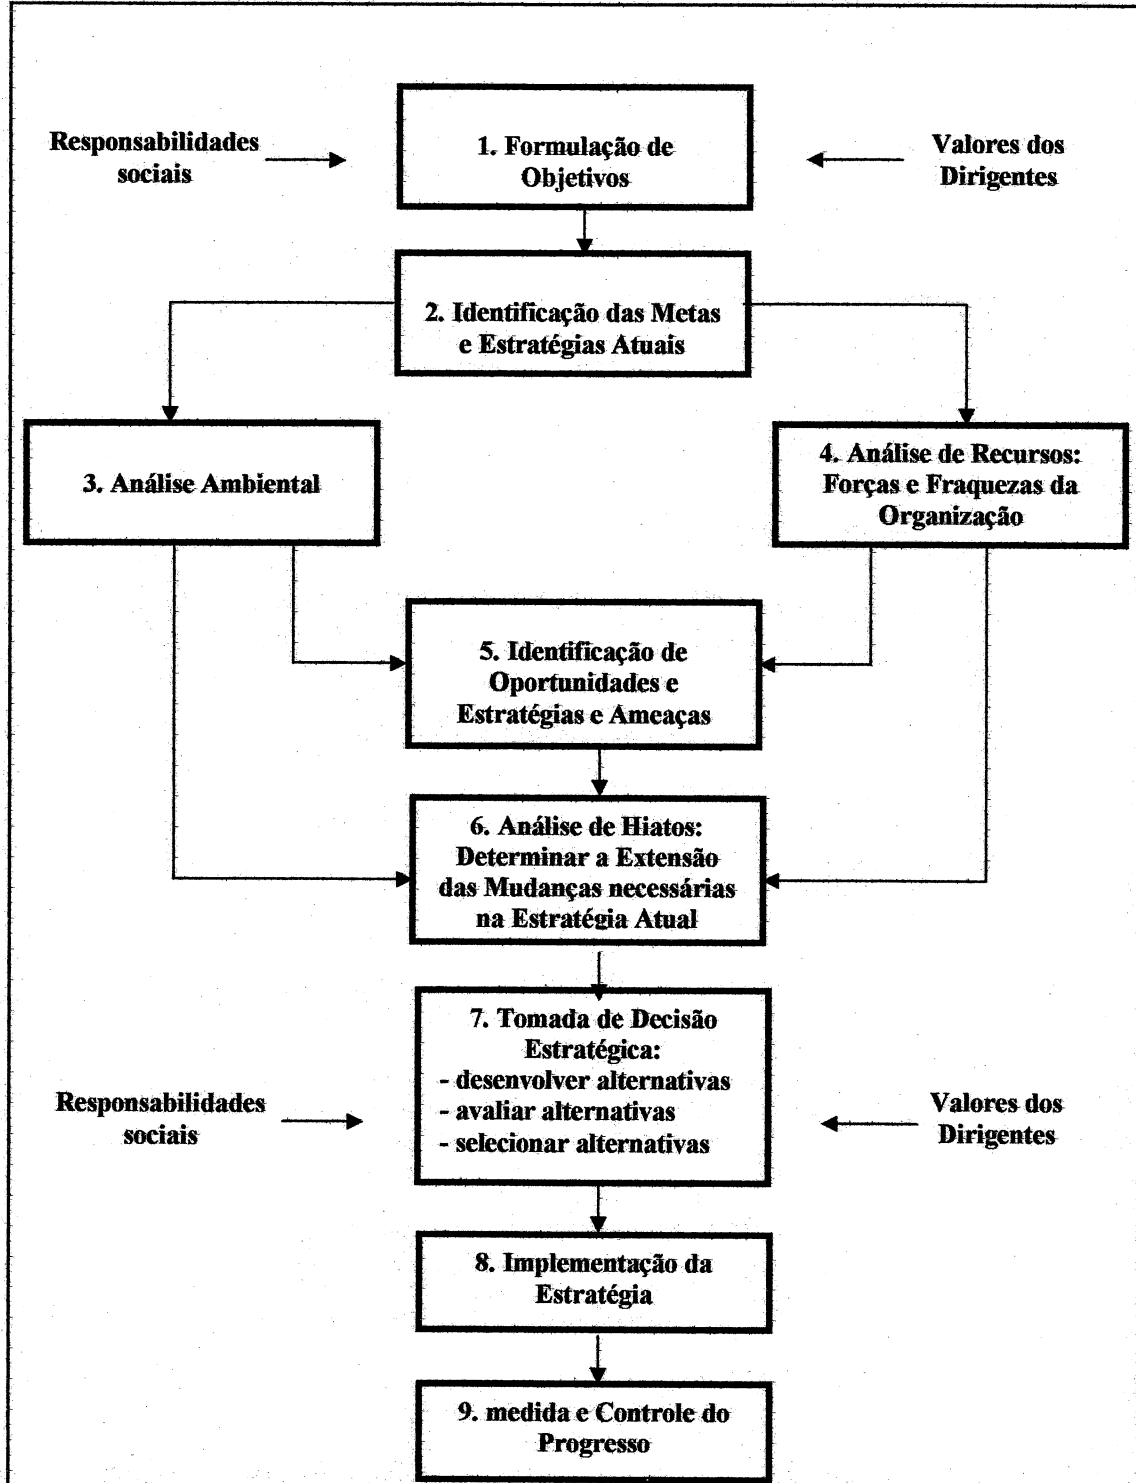 Responsabilidades
sociais
1. Formulação de
Objetivos
Valores dos
Dirigentes
2. Identificação das Metas
e Estratégias Atuais
3. Análise Ambiental
4. Análise de Recursos:
Forças e Fraquezas da
Organização
5. Identificação de
Oportunidades e
Estratégias e Ameaças
6. Análise de Hiatos:
Determinar a Extensão
das Mudanças necessárias
na Estratégia Atual
7. Tomada de Decisão
Estratégica:
- desenvolver alternativas
- avaliar alternativas
- selecionar alternativas
Responsabilidades
sociais
Valores dos
Dirigentes
8. Implementação da
Estratégia
9. medida e Controle do
Progresso